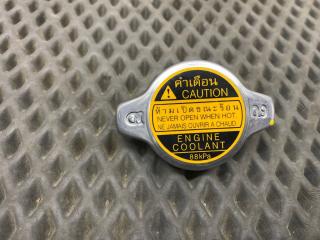 คำเตือน
CAUTION
ห้ามเปิดขณะร้อน
NEVER OPEN WHEN HOT.
NE JAMAIS OUVRIR A CHAUD.
ENGINE
COOLANT
88kPa